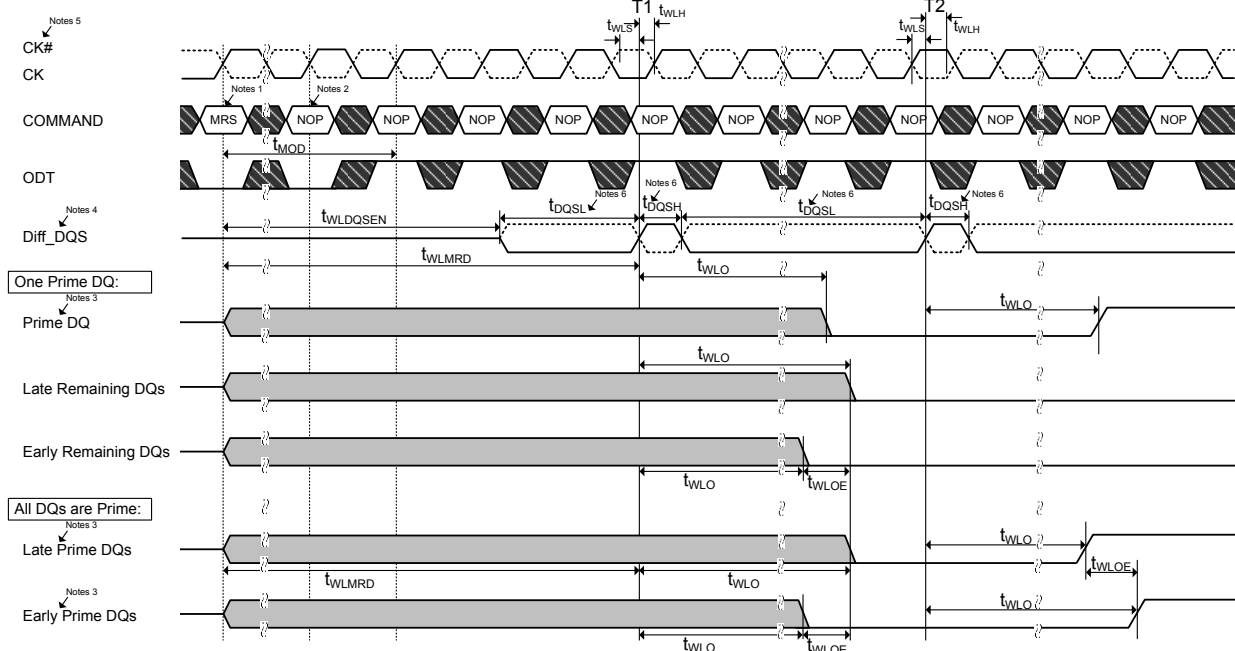 T1 T2
Notes 5
tWLS tWLH tWLS tWLH
CK#
CK
Notes 1 Notes 2
COMMAND MRS NOP NOP NOP NOP NOP NOP NOP NOP NOP NOP NOP
tMOD
ODT
Notes 6 Notes 6 Notes 6 Notes 6
tDQSL tDQSH tDQSL tDQSH
Notes 4
tWLDQSEN
Diff_DQS
tWLMRD
One Prime DQ:
tWLO
Notes 3
tWLO
Prime DQ
tWLO
Late Remaining DQs
Early Remaining DQs
tWLO tWLOE
All DQs are Prime:
Notes 3
tWLO
Late Prime DQs
tWLOE
tWLMRD tWLO
Notes 3
tWLO
Early Prime DQs
tWLO tWLOE